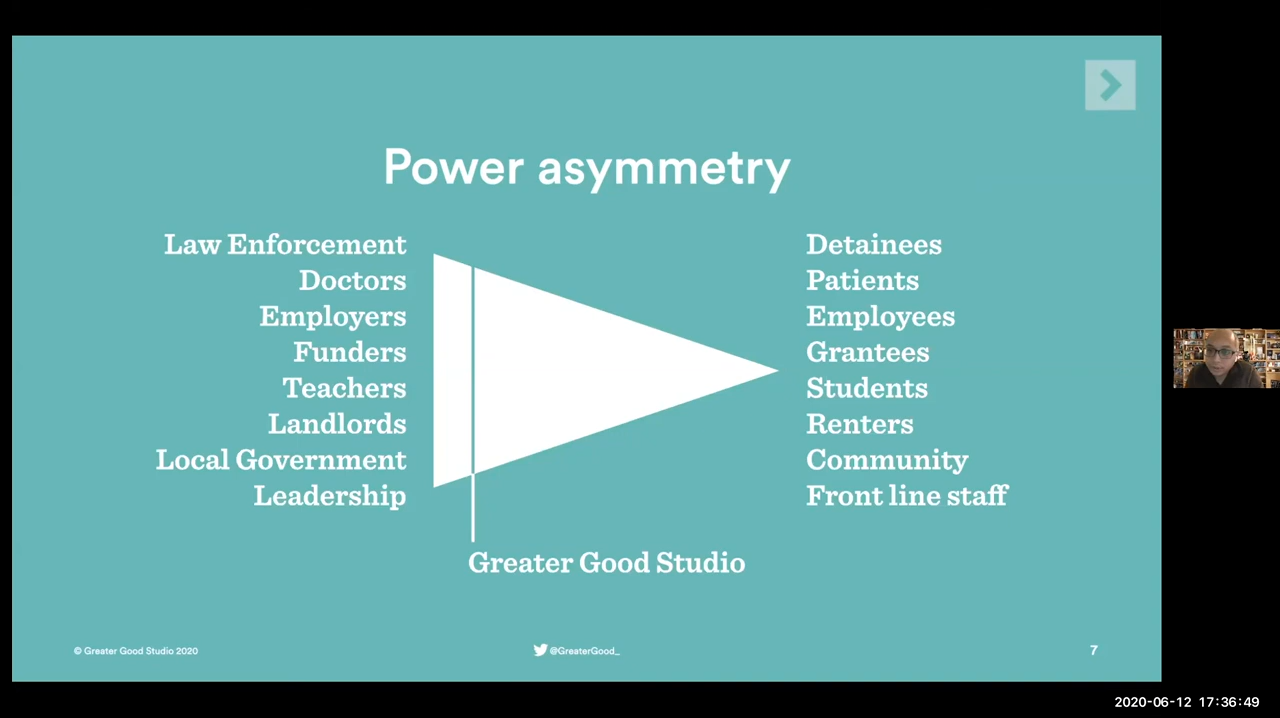 Power asymmetry
Law Enforcement
Doctors
Employers
Funders
Teachers
Landlords
Local Government
Leadership
Detainees
Patients
Employees
Grantees
Students
Renters
Community
Front line staff
Greater Good Studio
© Greater Good Studio 2020
@GreaterGood_
7
2020-06-12 17:36:49